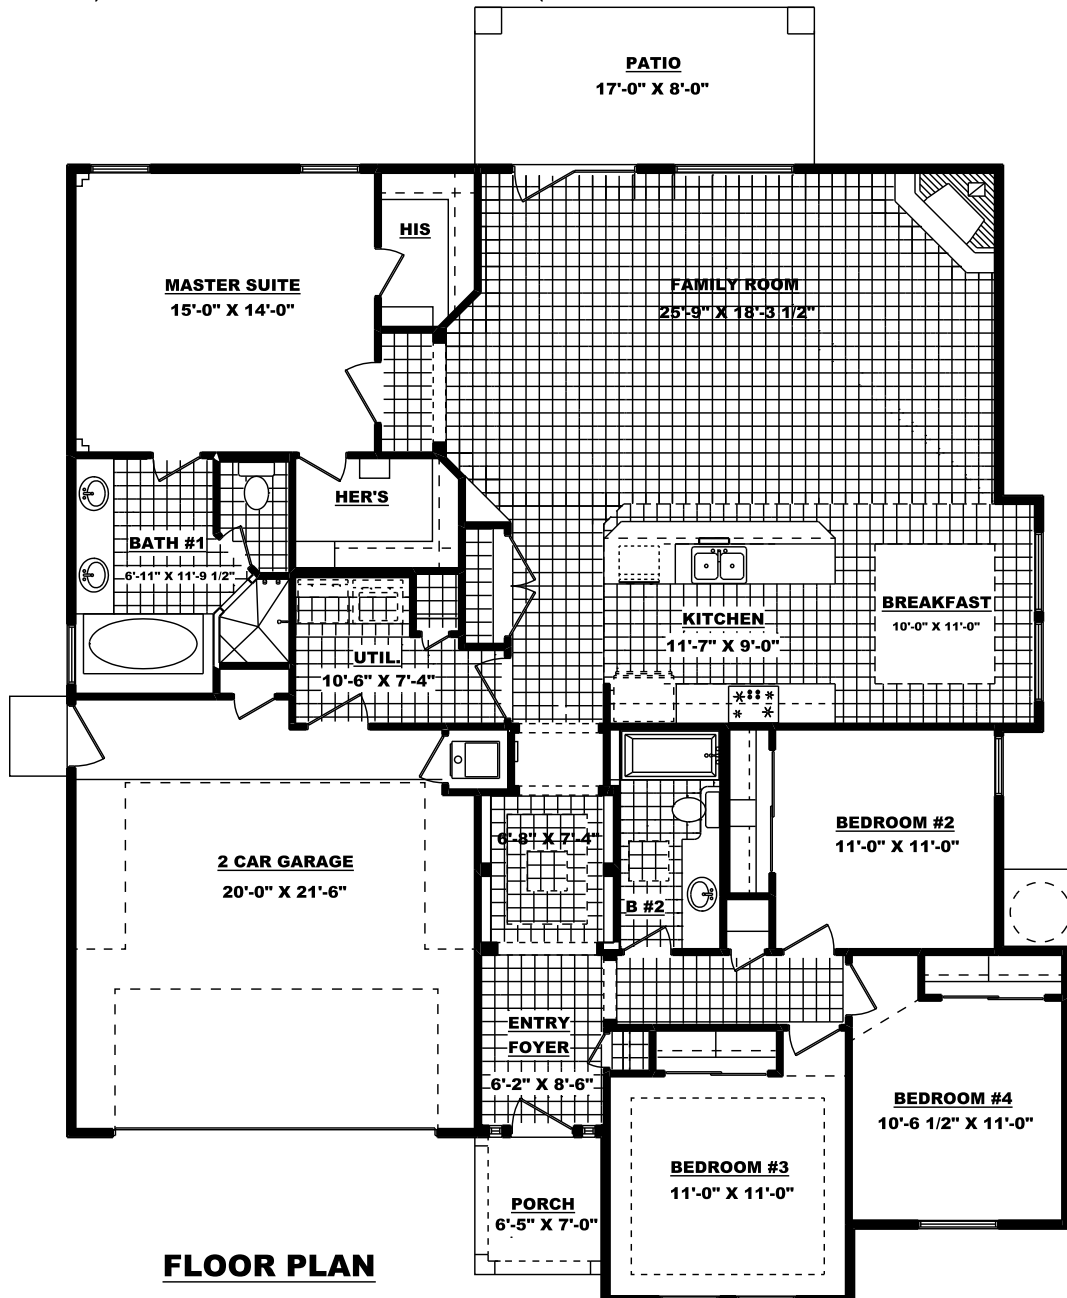 PATIO
17'-0" X 8'-0"
HIS
MASTER SUITE
15'-0" X 14'-0"
FAMILY ROOM
25'-9" X 18'-3 1/2"
HER'S
BATH #1
6'-11" X 11'-9 1/2"
BREAKFAST
10'-0" X 11'-0"
KITCHEN
11'-7" X 9'-0"
UTIL.
10'-6" X 7'-4"
6'-8" X 7'-4"
BEDROOM #2
11'-0" X 11'-0"
2 CAR GARAGE
20'-0" X 21'-6"
B #2
ENTRY
FOYER
6'-2" X 8'-6"
BEDROOM #4
10'-6 1/2" X 11'-0"
BEDROOM #3
11'-0" X 11'-0"
PORCH
6'-5" X 7'-0"
FLOOR PLAN